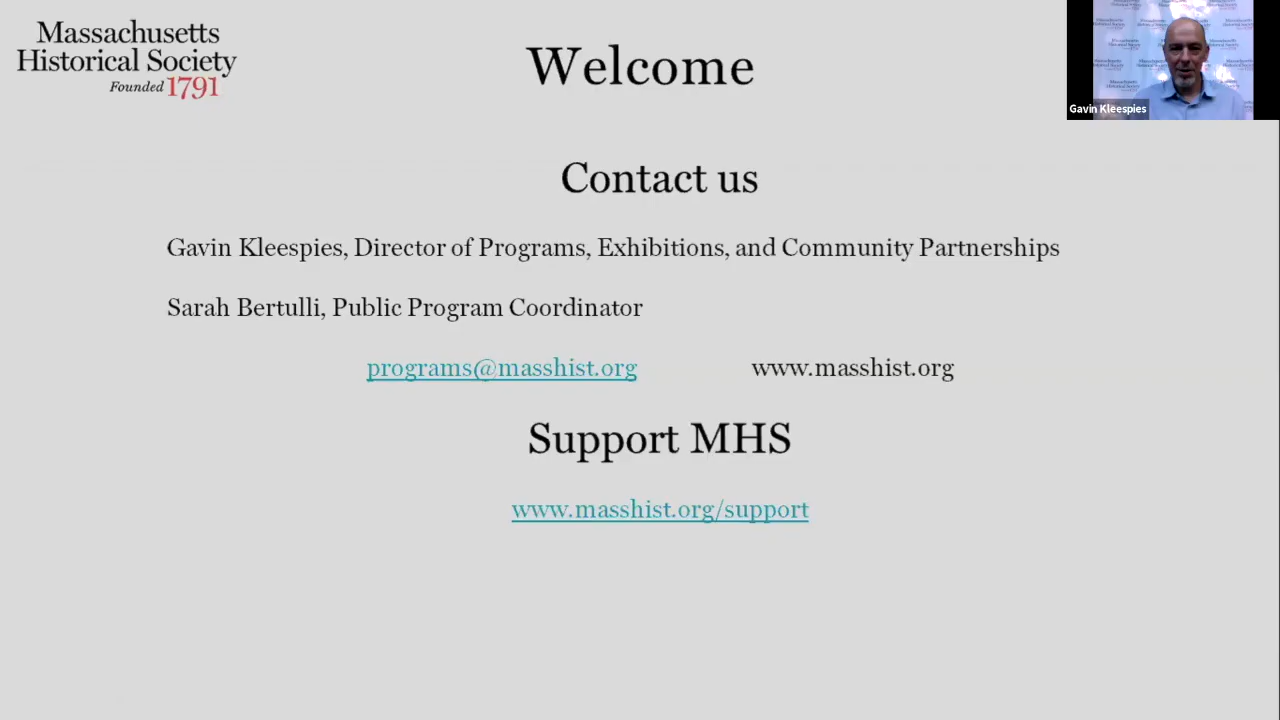 Massachusetts
Historical Society
Founded 1791
Welcome
Gavin Kleespies
Contact us
Gavin Kleespies, Director of Programs, Exhibitions, and Community Partnerships
Sarah Bertulli, Public Program Coordinator
programs@masshist.org www.masshist.org
Support MHS
www.masshist.org/support